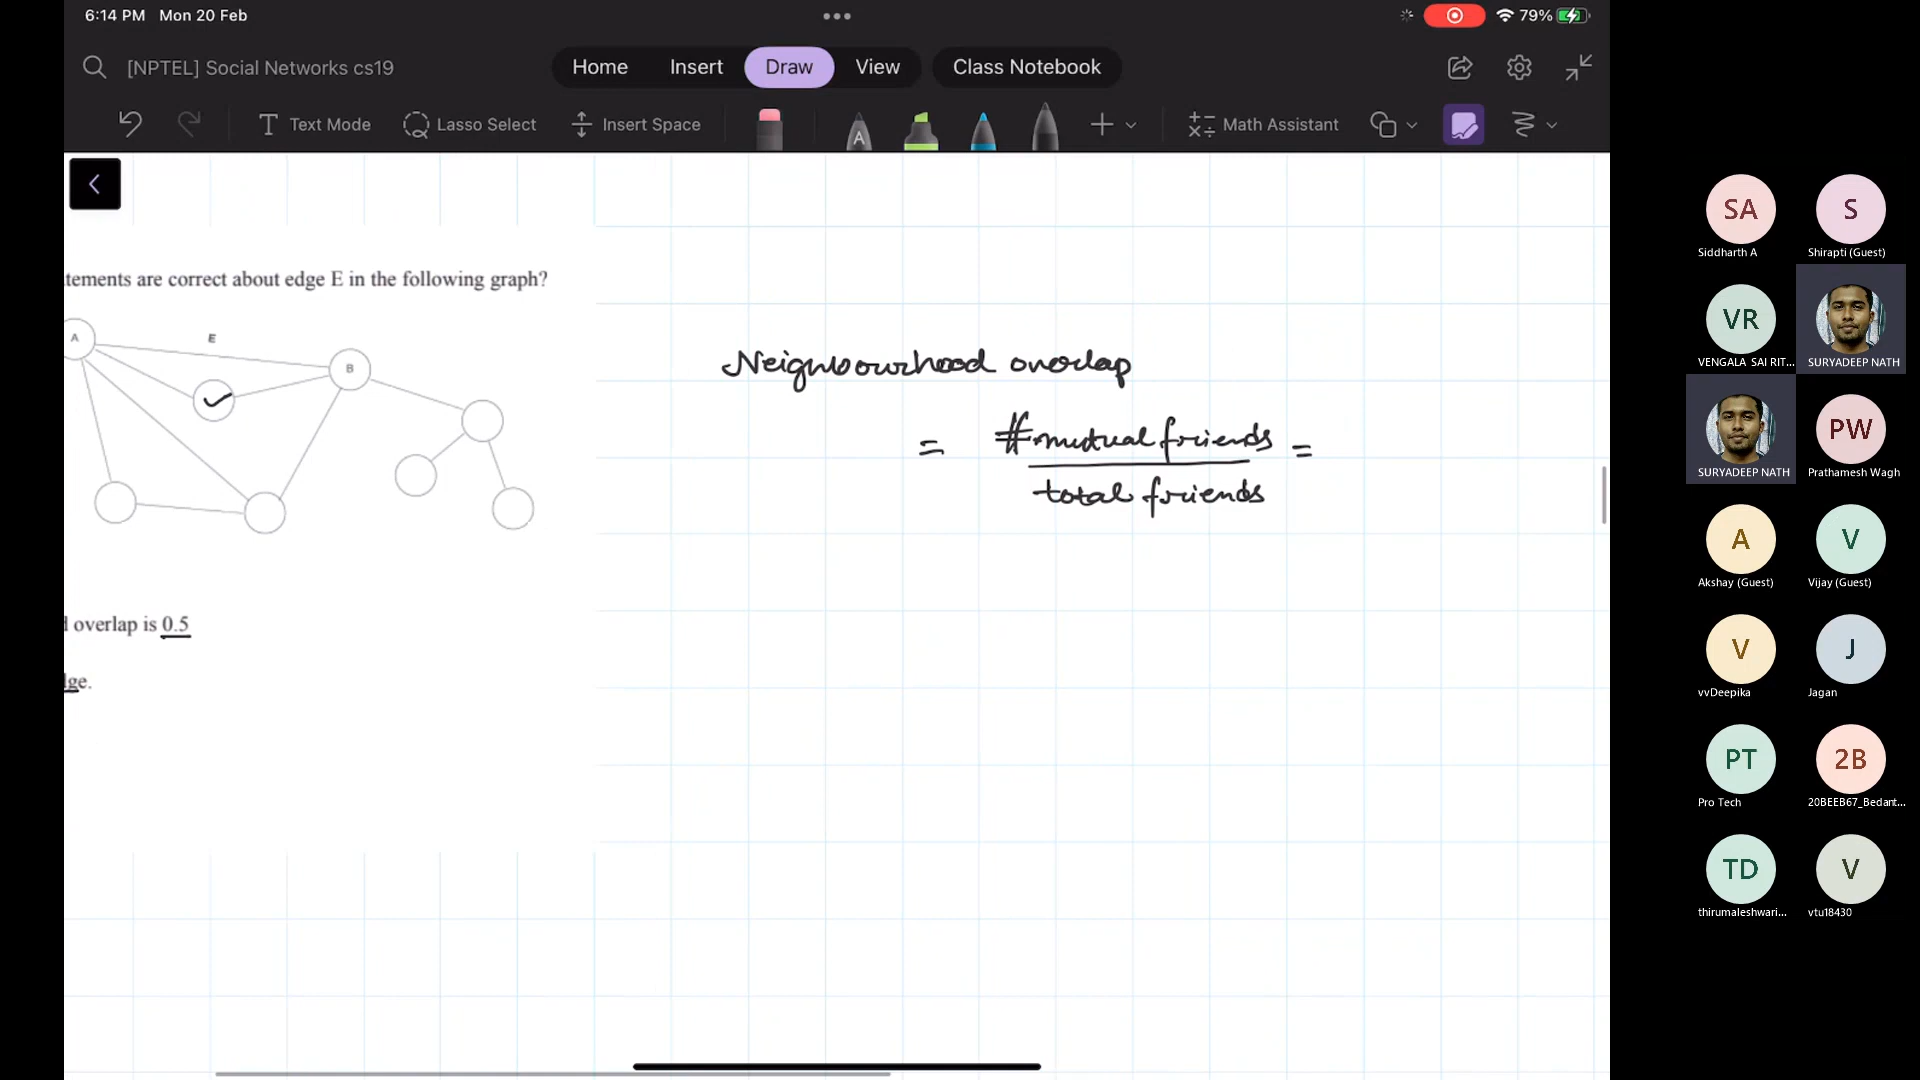 6:14 PM Mon 20 Feb
79%
[NPTEL] Social Networks cs19
Home Insert Draw View Class Notebook
Text Mode Lasso Select Insert Space A Math Assistant
tements are correct about edge E in the following graph?
A
E
B
overlap is 0.5
lge.
Neighbourhood overlap
= #mutual friends =
total friends
SA S
Siddharth A Shirapti (Guest)
VR
VENGALA SAI RIT... SURYADEEP NATH
PW
SURYADEEP NATH Prathamesh Wagh
A V
Akshay (Guest) Vijay (Guest)
V J
vvDeepika Jagan
PT 2B
Pro Tech 20BEEB67_Bedant...
TD V
thirumaleshwari... vtu18430